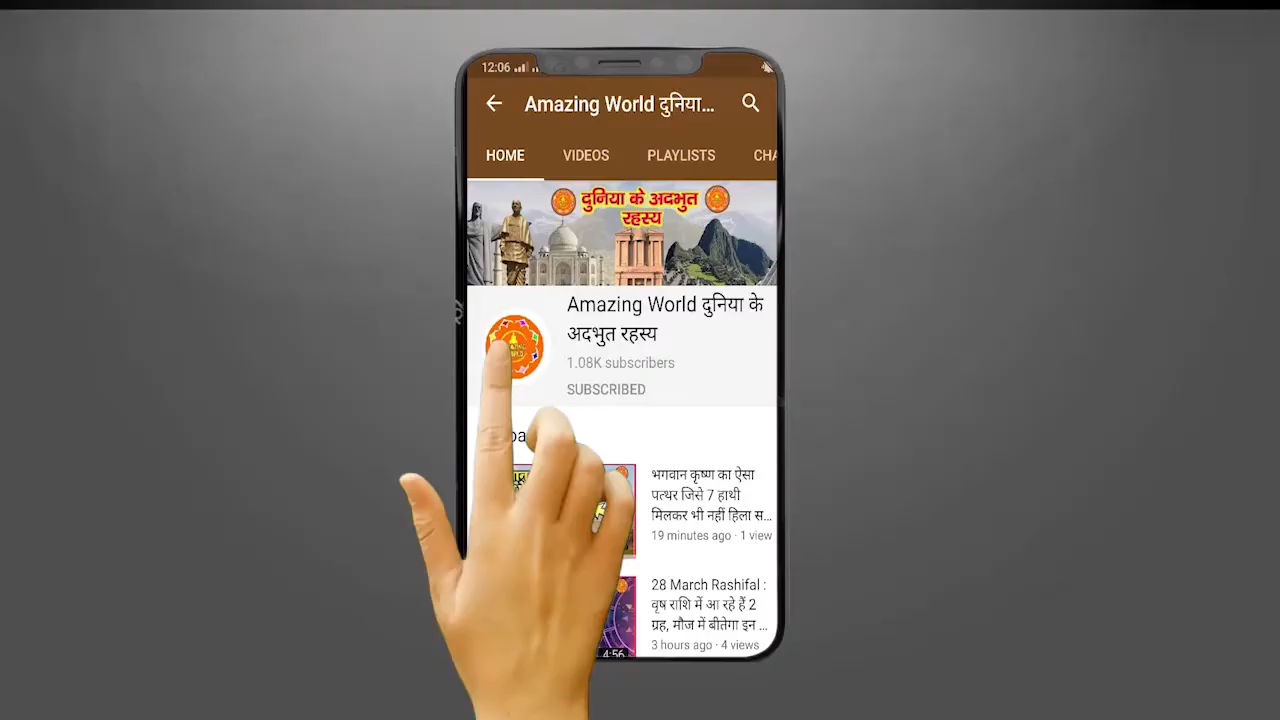 12:06
Amazing World दुनिया...
HOME VIDEOS PLAYLISTS CHA
दुनिया के अदभुत
रहस्य
Amazing World दुनिया के
अदभुत रहस्य
1.08K subscribers
SUBSCRIBED
भगवान कृष्ण का ऐसा
पत्थर जिसे 7 हाथी
मिलकर भी नहीं हिला स...
19 minutes ago · 1 view
28 March Rashifal :
वृष राशि में आ रहे हैं 2
ग्रह, मौज में बीतेगा इन ...
3 hours ago · 4 views
4:56